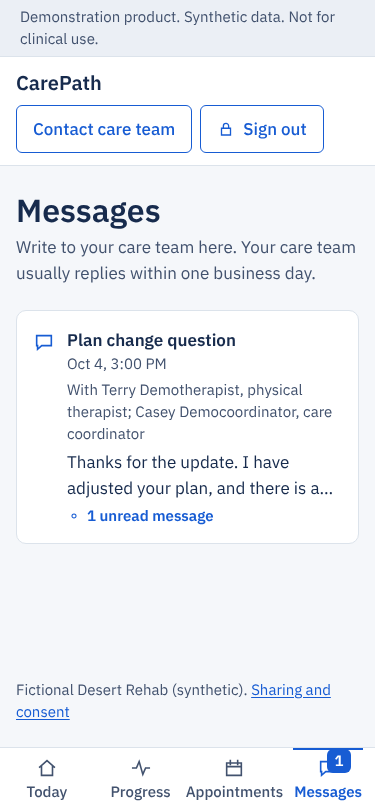 Demonstration product. Synthetic data. Not for
clinical use.
CarePath
Contact care team
Sign out
Messages
Write to your care team here. Your care team
usually replies within one business day.
Plan change question
Oct 4, 3:00 PM
With Terry Demotherapist, physical
therapist; Casey Democoordinator, care
coordinator
Thanks for the update. I have
adjusted your plan, and there is a...
1 unread message
Fictional Desert Rehab (synthetic). Sharing and
consent
1
Today
Progress
Appointments
Messages